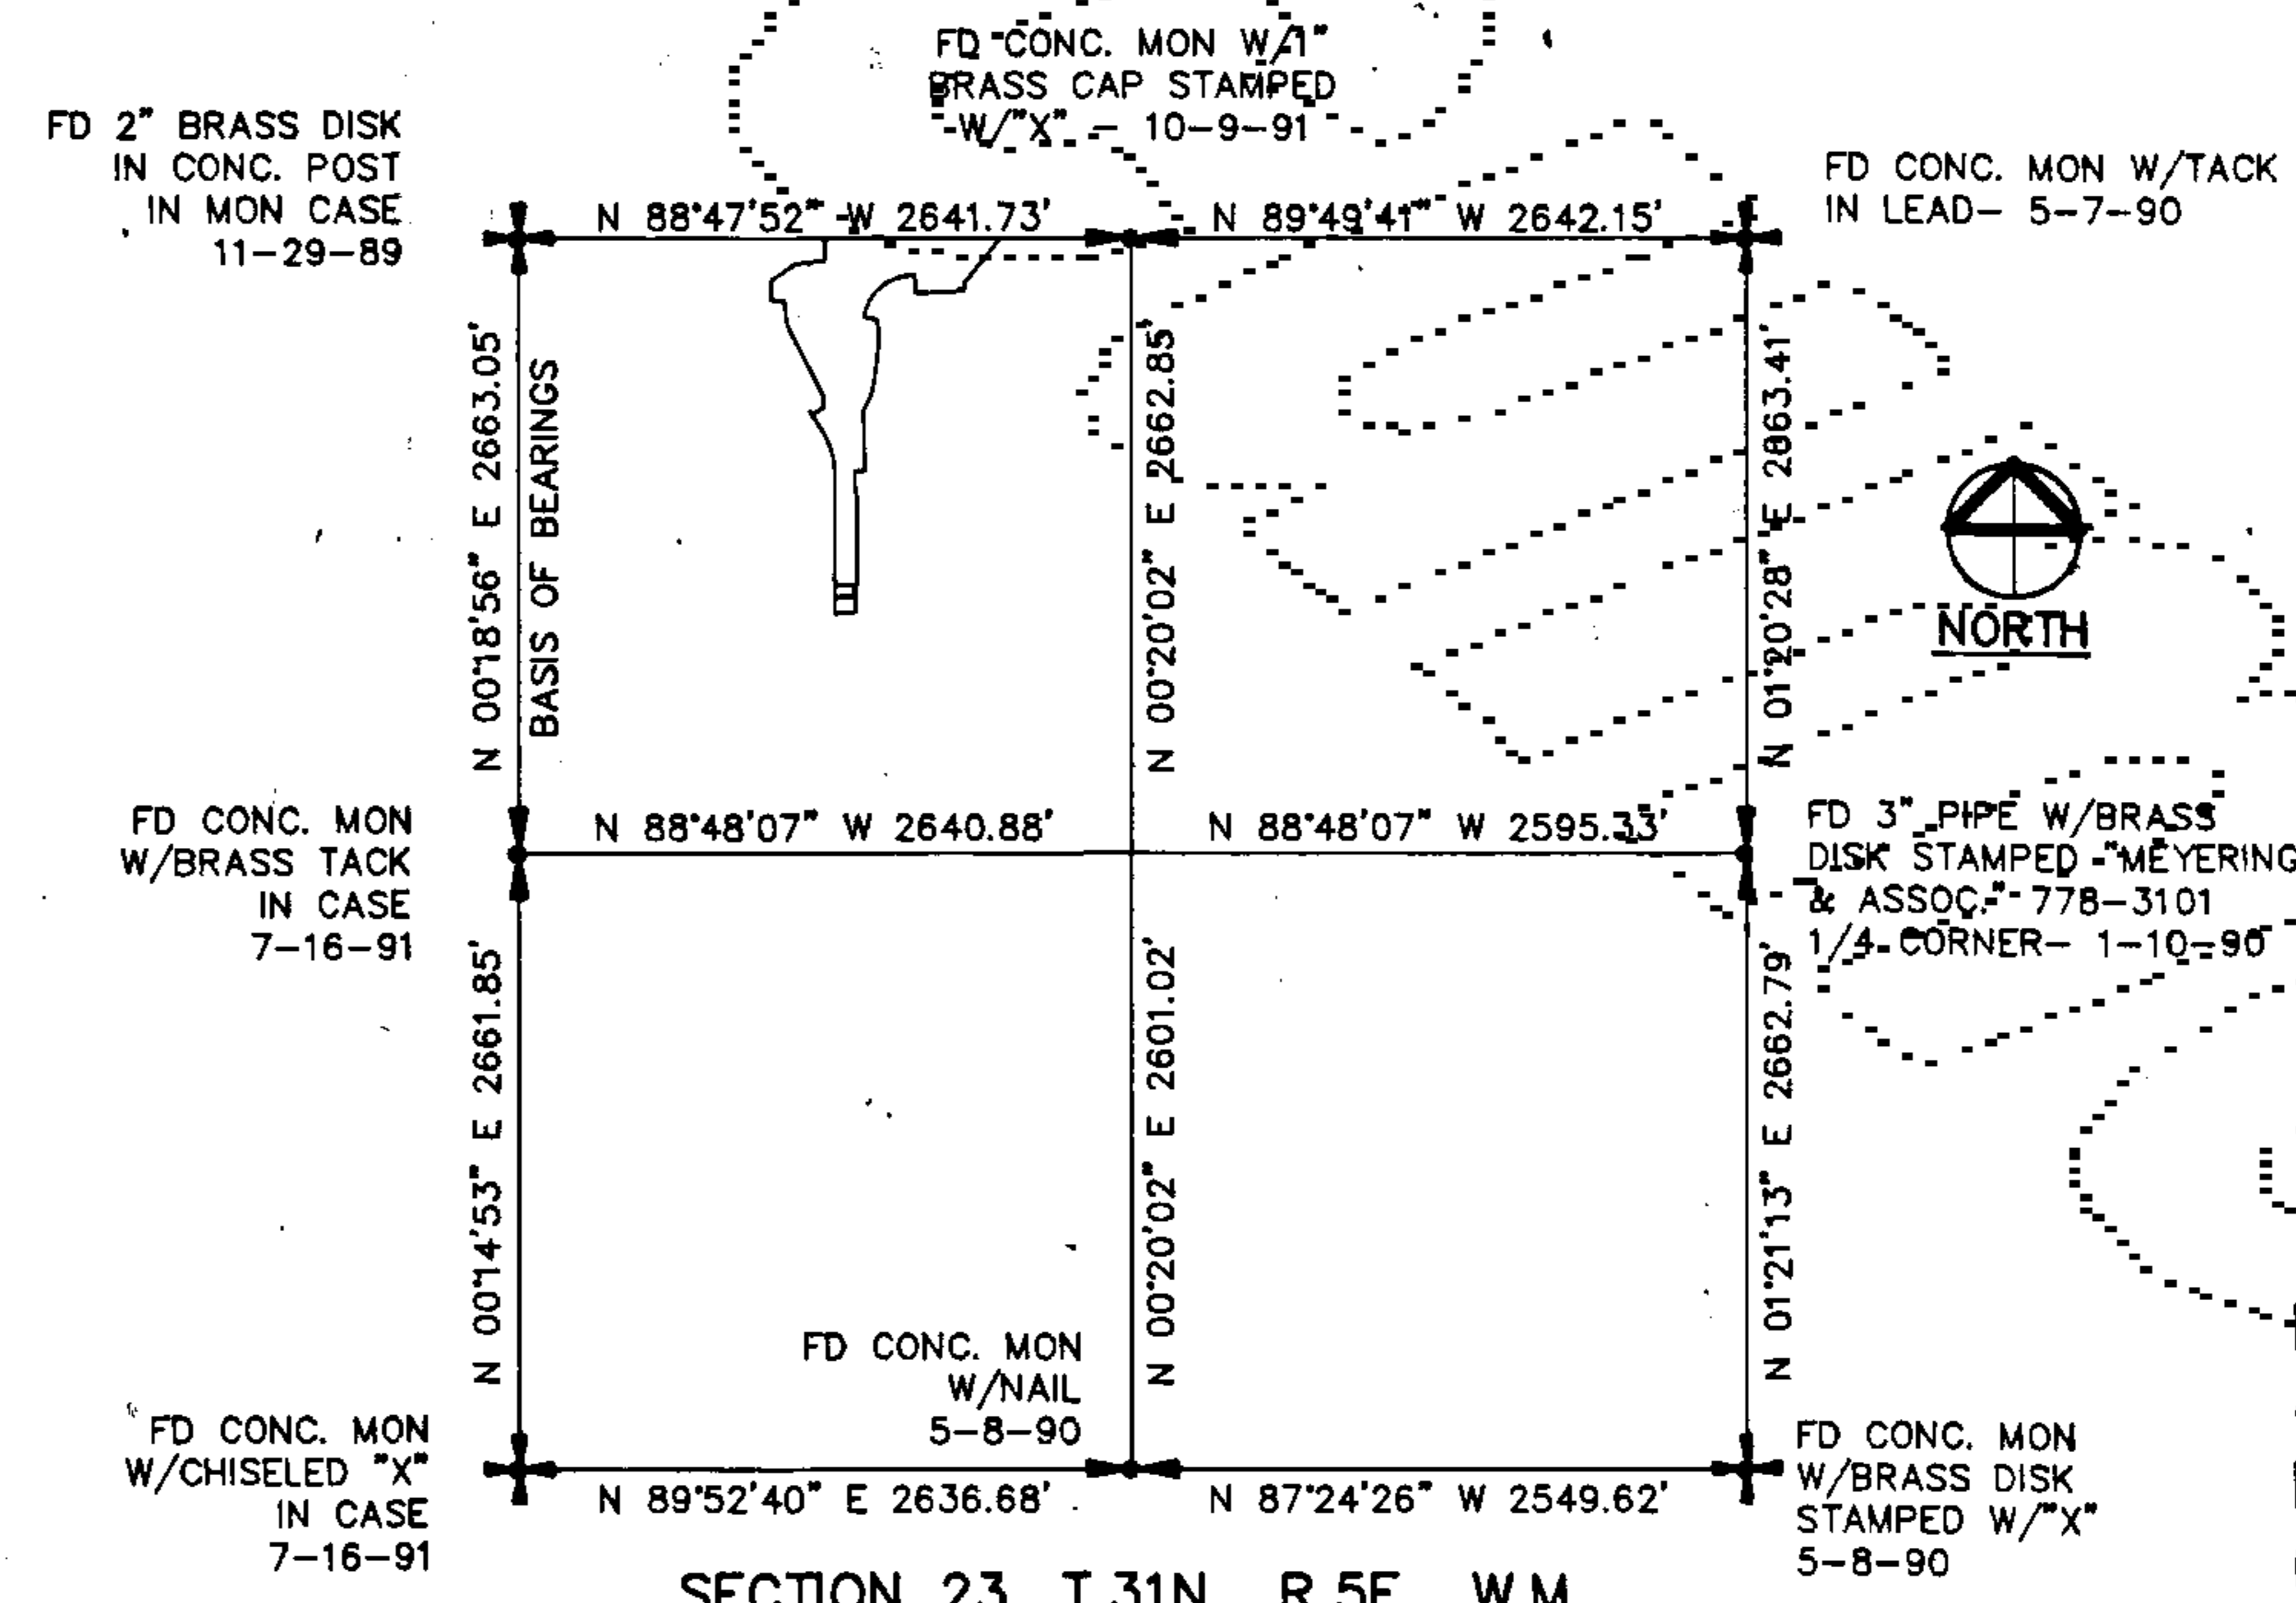 FD CONC. MON W/1"
BRASS CAP STAMPED
W/"X" - 10-9-91
FD 2" BRASS DISK
IN CONC. POST
IN MON CASE
11-29-89
FD CONC. MON W/TACK
IN LEAD- 5-7-90
N 88°47'52" W 2641.73'
N 89°49'41" W 2642.15'
N 00°18'56" E 2663.05'
BASIS OF BEARINGS
N 00°20'02" E 2662.85'
N 01°20'28" E 2663.41'
NORTH
FD CONC. MON
W/BRASS TACK
IN CASE
7-16-91
N 88°48'07" W 2640.88'
N 88°48'07" W 2595.33'
FD 3" PIPE W/BRASS
DISK STAMPED "MEYERING
& ASSOC." 778-3101
1/4 CORNER- 1-10-90
N 00°14'53" E 2661.85'
N 00°20'02" E 2601.02'
N 01°21'13" E 2662.79'
FD CONC. MON
W/NAIL
5-8-90
FD CONC. MON
W/CHISELED "X"
IN CASE
7-16-91
N 89°52'40" E 2636.68'
N 87°24'26" W 2549.62'
FD CONC. MON
W/BRASS DISK
STAMPED W/"X"
5-8-90
SECTION 23 T.31N R.5E W.M